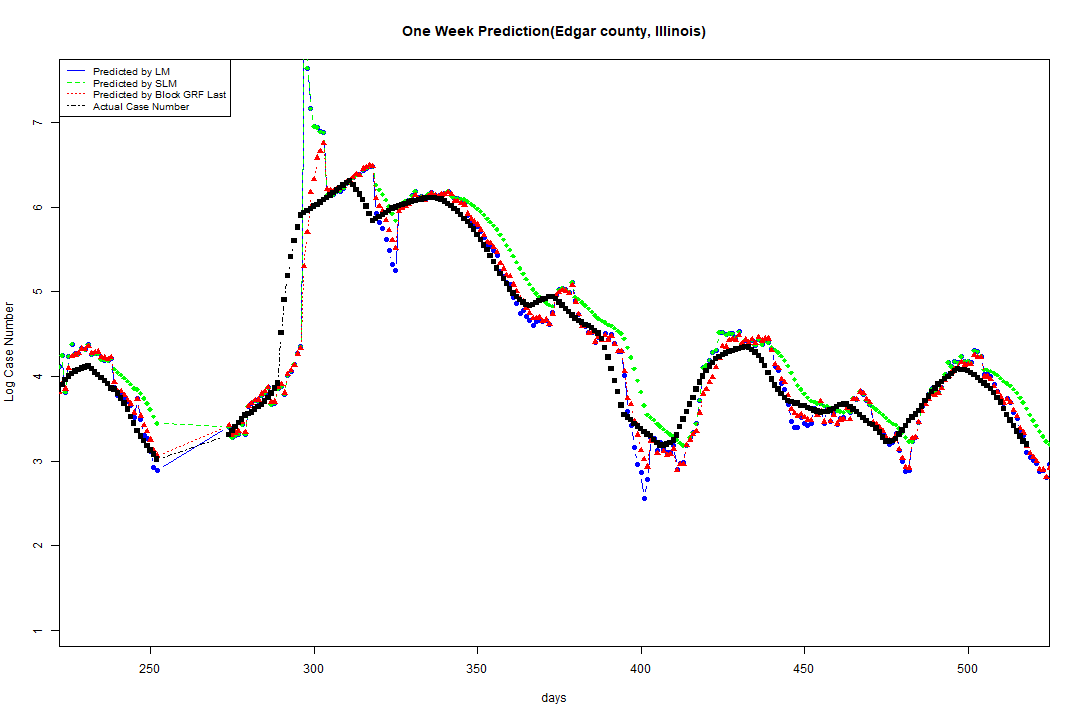 One Week Prediction(Edgar county, Illinois)
Predicted by LM
Predicted by SLM
Predicted by Block GRF Last
Actual Case Number
7
6
5
4
3
2
1
Log Case Number
250 300 350 400 450 500
days